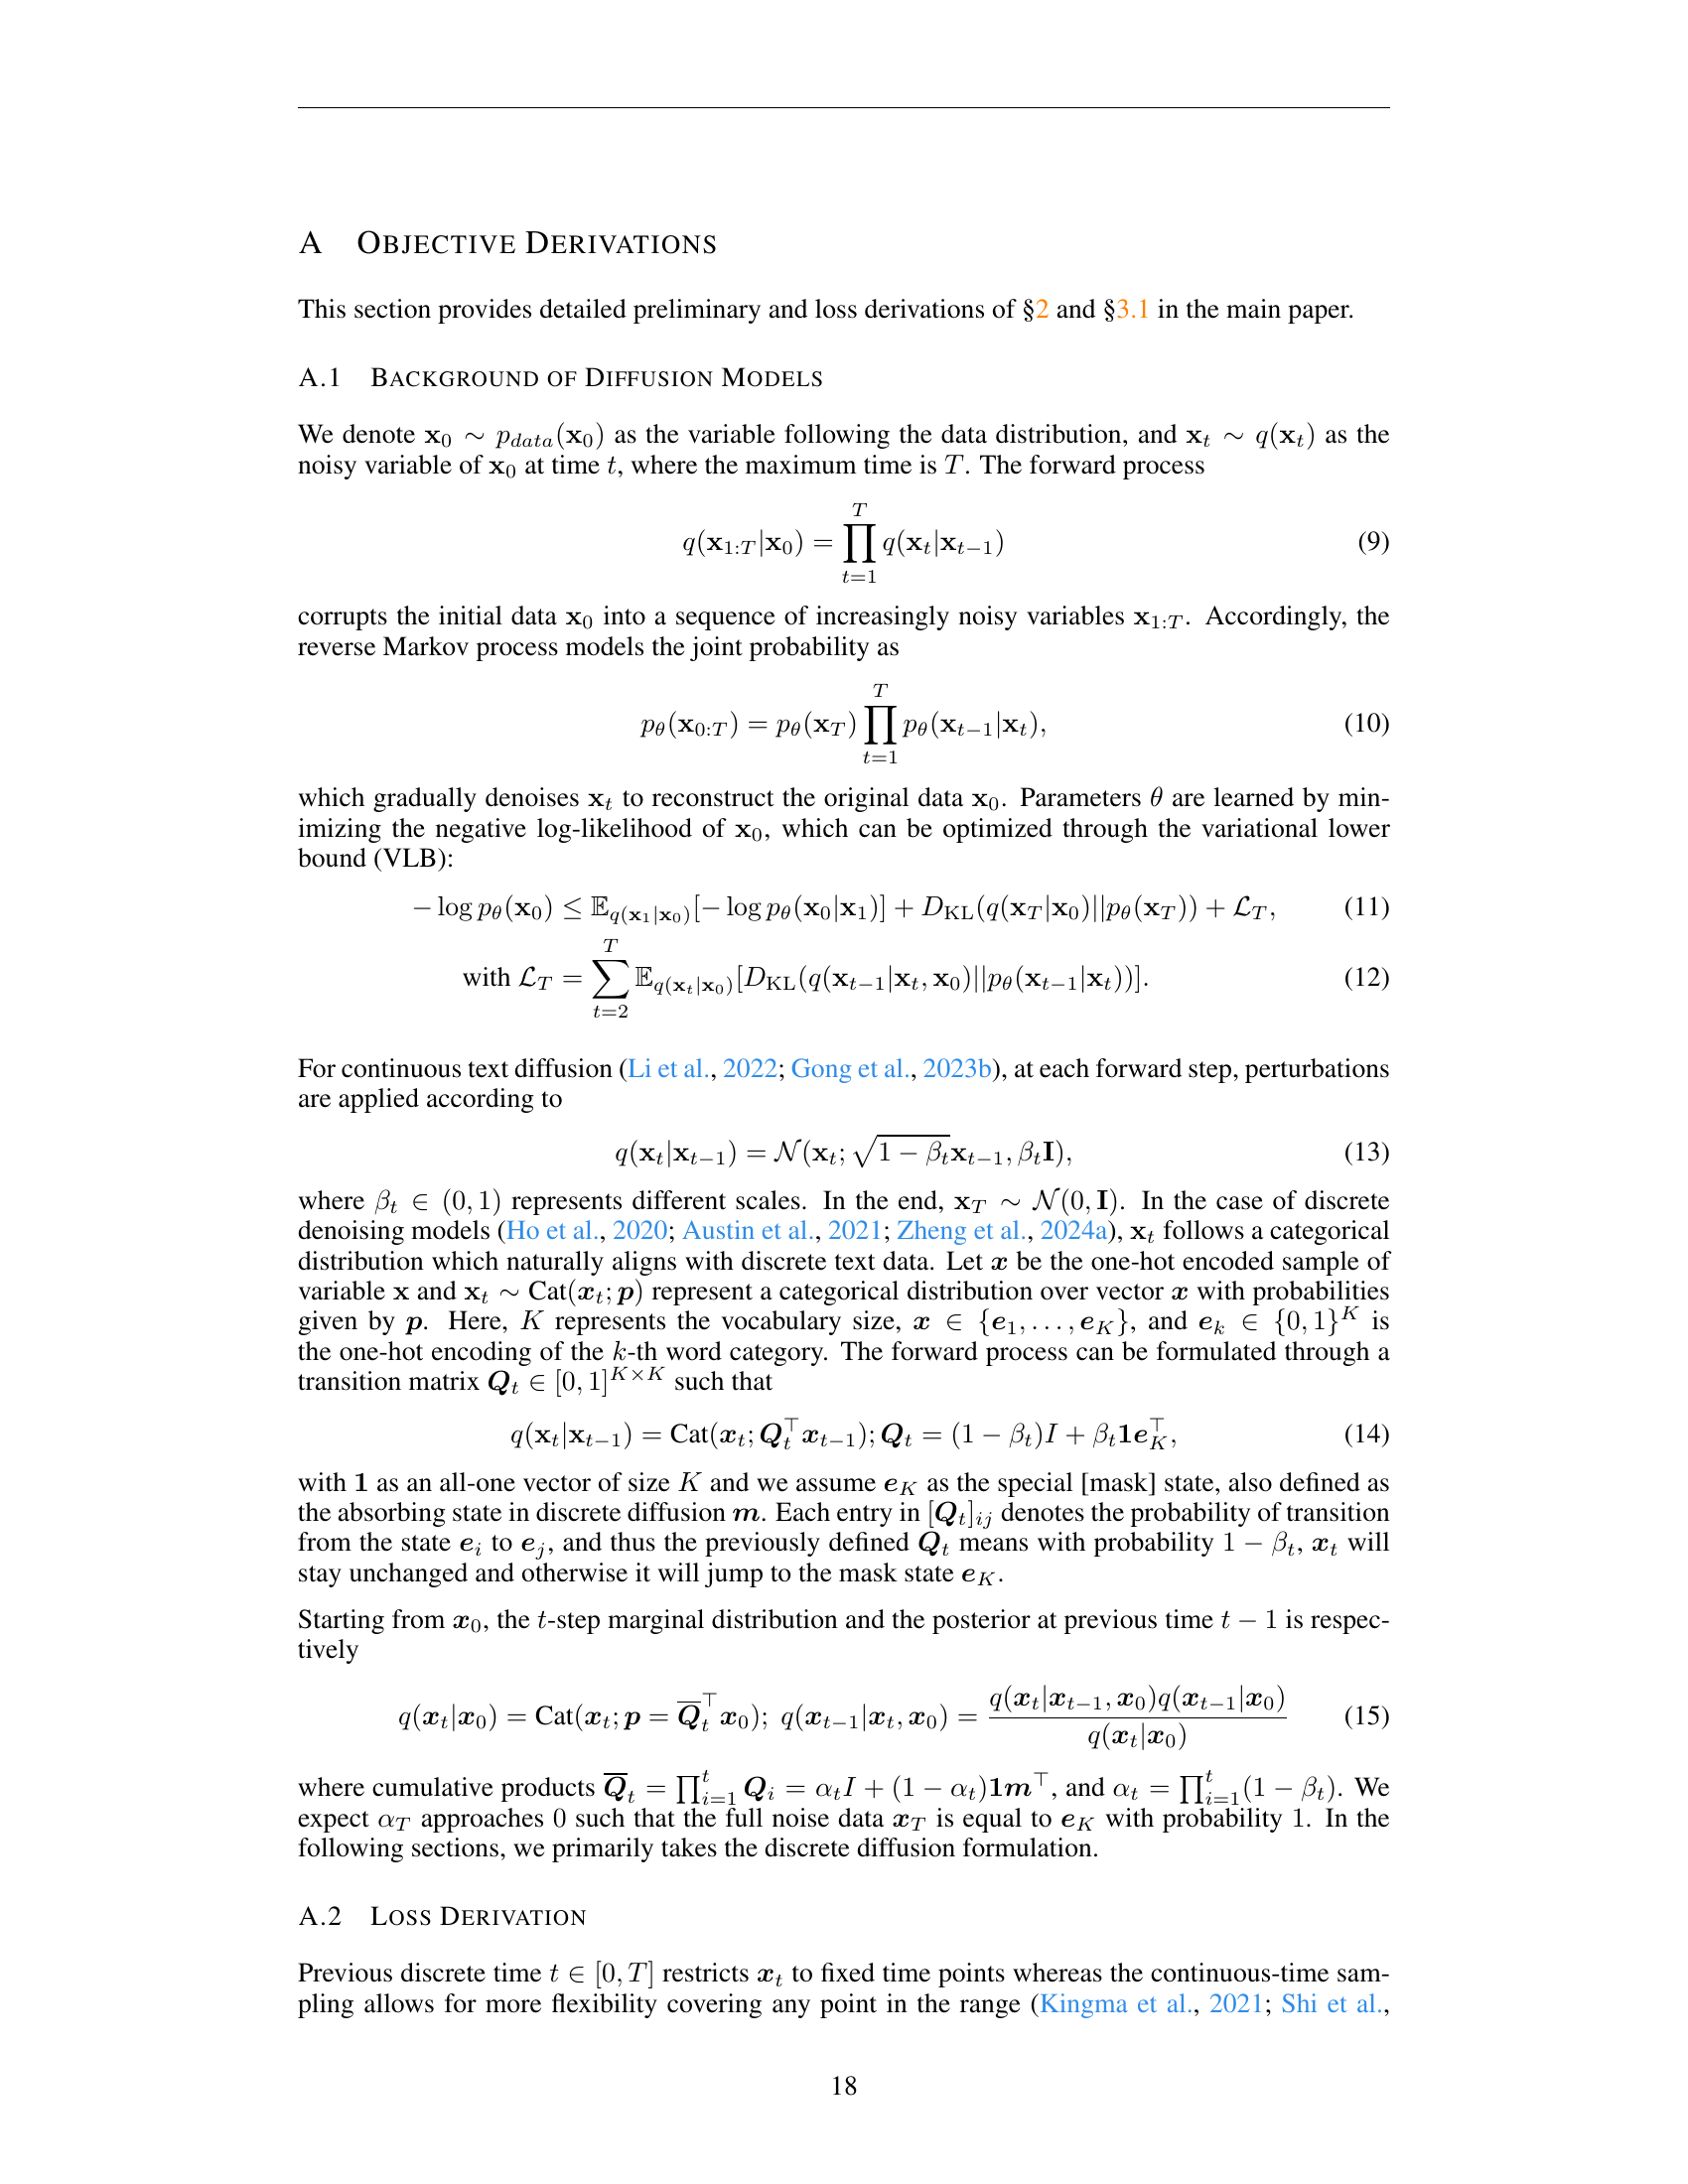 A OBJECTIVE DERIVATIONS
This section provides detailed preliminary and loss derivations of §2 and §3.1 in the main paper.
A.1 BACKGROUND OF DIFFUSION MODELS
We denote $\mathbf{x}_0 \sim p_{data}(\mathbf{x}_0)$ as the variable following the data distribution, and $\mathbf{x}_t \sim q(\mathbf{x}_t)$ as the
noisy variable of $\mathbf{x}_0$ at time $t$, where the maximum time is $T$. The forward process
$q(\mathbf{x}_{1:T}|\mathbf{x}_0) = \prod_{t=1}^{T} q(\mathbf{x}_t|\mathbf{x}_{t-1})$ (9)
corrupts the initial data $\mathbf{x}_0$ into a sequence of increasingly noisy variables $\mathbf{x}_{1:T}$. Accordingly, the
reverse Markov process models the joint probability as
$p_\theta(\mathbf{x}_{0:T}) = p_\theta(\mathbf{x}_T) \prod_{t=1}^{T} p_\theta(\mathbf{x}_{t-1}|\mathbf{x}_t),$ (10)
which gradually denoises $\mathbf{x}_t$ to reconstruct the original data $\mathbf{x}_0$. Parameters $\theta$ are learned by min-
imizing the negative log-likelihood of $\mathbf{x}_0$, which can be optimized through the variational lower
bound (VLB):
$-\log p_\theta(\mathbf{x}_0) \leq \mathbb{E}_{q(\mathbf{x}_1|\mathbf{x}_0)}[-\log p_\theta(\mathbf{x}_0|\mathbf{x}_1)] + D_{\mathrm{KL}}(q(\mathbf{x}_T|\mathbf{x}_0)||p_\theta(\mathbf{x}_T)) + \mathcal{L}_T,$ (11)
with $\mathcal{L}_T = \sum_{t=2}^{T} \mathbb{E}_{q(\mathbf{x}_t|\mathbf{x}_0)}[D_{\mathrm{KL}}(q(\mathbf{x}_{t-1}|\mathbf{x}_t, \mathbf{x}_0)||p_\theta(\mathbf{x}_{t-1}|\mathbf{x}_t))].$ (12)
For continuous text diffusion (Li et al., 2022; Gong et al., 2023b), at each forward step, perturbations
are applied according to
$q(\mathbf{x}_t|\mathbf{x}_{t-1}) = \mathcal{N}(\mathbf{x}_t; \sqrt{1-\beta_t}\mathbf{x}_{t-1}, \beta_t\mathbf{I}),$ (13)
where $\beta_t \in (0, 1)$ represents different scales. In the end, $\mathbf{x}_T \sim \mathcal{N}(0, \mathbf{I})$. In the case of discrete
denoising models (Ho et al., 2020; Austin et al., 2021; Zheng et al., 2024a), $\mathbf{x}_t$ follows a categorical
distribution which naturally aligns with discrete text data. Let $\boldsymbol{x}$ be the one-hot encoded sample of
variable $\mathbf{x}$ and $\mathbf{x}_t \sim \mathrm{Cat}(\boldsymbol{x}_t; \boldsymbol{p})$ represent a categorical distribution over vector $\boldsymbol{x}$ with probabilities
given by $\boldsymbol{p}$. Here, $K$ represents the vocabulary size, $\boldsymbol{x} \in \{\boldsymbol{e}_1, \ldots, \boldsymbol{e}_K\}$, and $\boldsymbol{e}_k \in \{0, 1\}^K$ is
the one-hot encoding of the $k$-th word category. The forward process can be formulated through a
transition matrix $\boldsymbol{Q}_t \in [0, 1]^{K \times K}$ such that
$q(\mathbf{x}_t|\mathbf{x}_{t-1}) = \mathrm{Cat}(\boldsymbol{x}_t; \boldsymbol{Q}_t^\top \boldsymbol{x}_{t-1}); \boldsymbol{Q}_t = (1-\beta_t)I + \beta_t\mathbf{1}\boldsymbol{e}_K^\top,$ (14)
with $\mathbf{1}$ as an all-one vector of size $K$ and we assume $\boldsymbol{e}_K$ as the special [mask] state, also defined as
the absorbing state in discrete diffusion $\boldsymbol{m}$. Each entry in $[\boldsymbol{Q}_t]_{ij}$ denotes the probability of transition
from the state $\boldsymbol{e}_i$ to $\boldsymbol{e}_j$, and thus the previously defined $\boldsymbol{Q}_t$ means with probability $1-\beta_t$, $\boldsymbol{x}_t$ will
stay unchanged and otherwise it will jump to the mask state $\boldsymbol{e}_K$.
Starting from $\boldsymbol{x}_0$, the $t$-step marginal distribution and the posterior at previous time $t-1$ is respec-
tively
$q(\boldsymbol{x}_t|\boldsymbol{x}_0) = \mathrm{Cat}(\boldsymbol{x}_t; \boldsymbol{p} = \overline{\boldsymbol{Q}}_t^\top \boldsymbol{x}_0); \; q(\boldsymbol{x}_{t-1}|\boldsymbol{x}_t, \boldsymbol{x}_0) = \frac{q(\boldsymbol{x}_t|\boldsymbol{x}_{t-1}, \boldsymbol{x}_0)q(\boldsymbol{x}_{t-1}|\boldsymbol{x}_0)}{q(\boldsymbol{x}_t|\boldsymbol{x}_0)}$ (15)
where cumulative products $\overline{\boldsymbol{Q}}_t = \prod_{i=1}^{t} \boldsymbol{Q}_i = \alpha_t I + (1-\alpha_t)\mathbf{1}\boldsymbol{m}^\top$, and $\alpha_t = \prod_{i=1}^{t}(1-\beta_t)$. We
expect $\alpha_T$ approaches 0 such that the full noise data $\boldsymbol{x}_T$ is equal to $\boldsymbol{e}_K$ with probability 1. In the
following sections, we primarily takes the discrete diffusion formulation.
A.2 LOSS DERIVATION
Previous discrete time $t \in [0, T]$ restricts $\boldsymbol{x}_t$ to fixed time points whereas the continuous-time sam-
pling allows for more flexibility covering any point in the range (Kingma et al., 2021; Shi et al.,
18